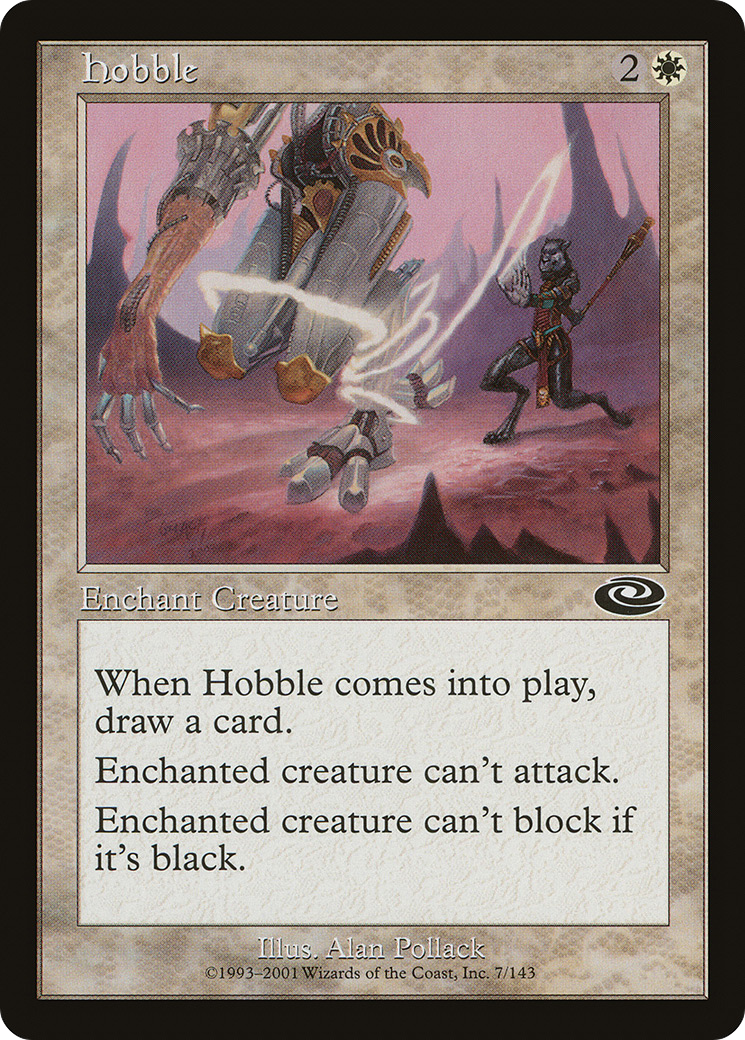 Hobble 2
Enchant Creature
When Hobble comes into play,
draw a card.
Enchanted creature can't attack.
Enchanted creature can't block if
it's black.
Illus. Alan Pollack
©1993–2001 Wizards of the Coast, Inc. 7/143